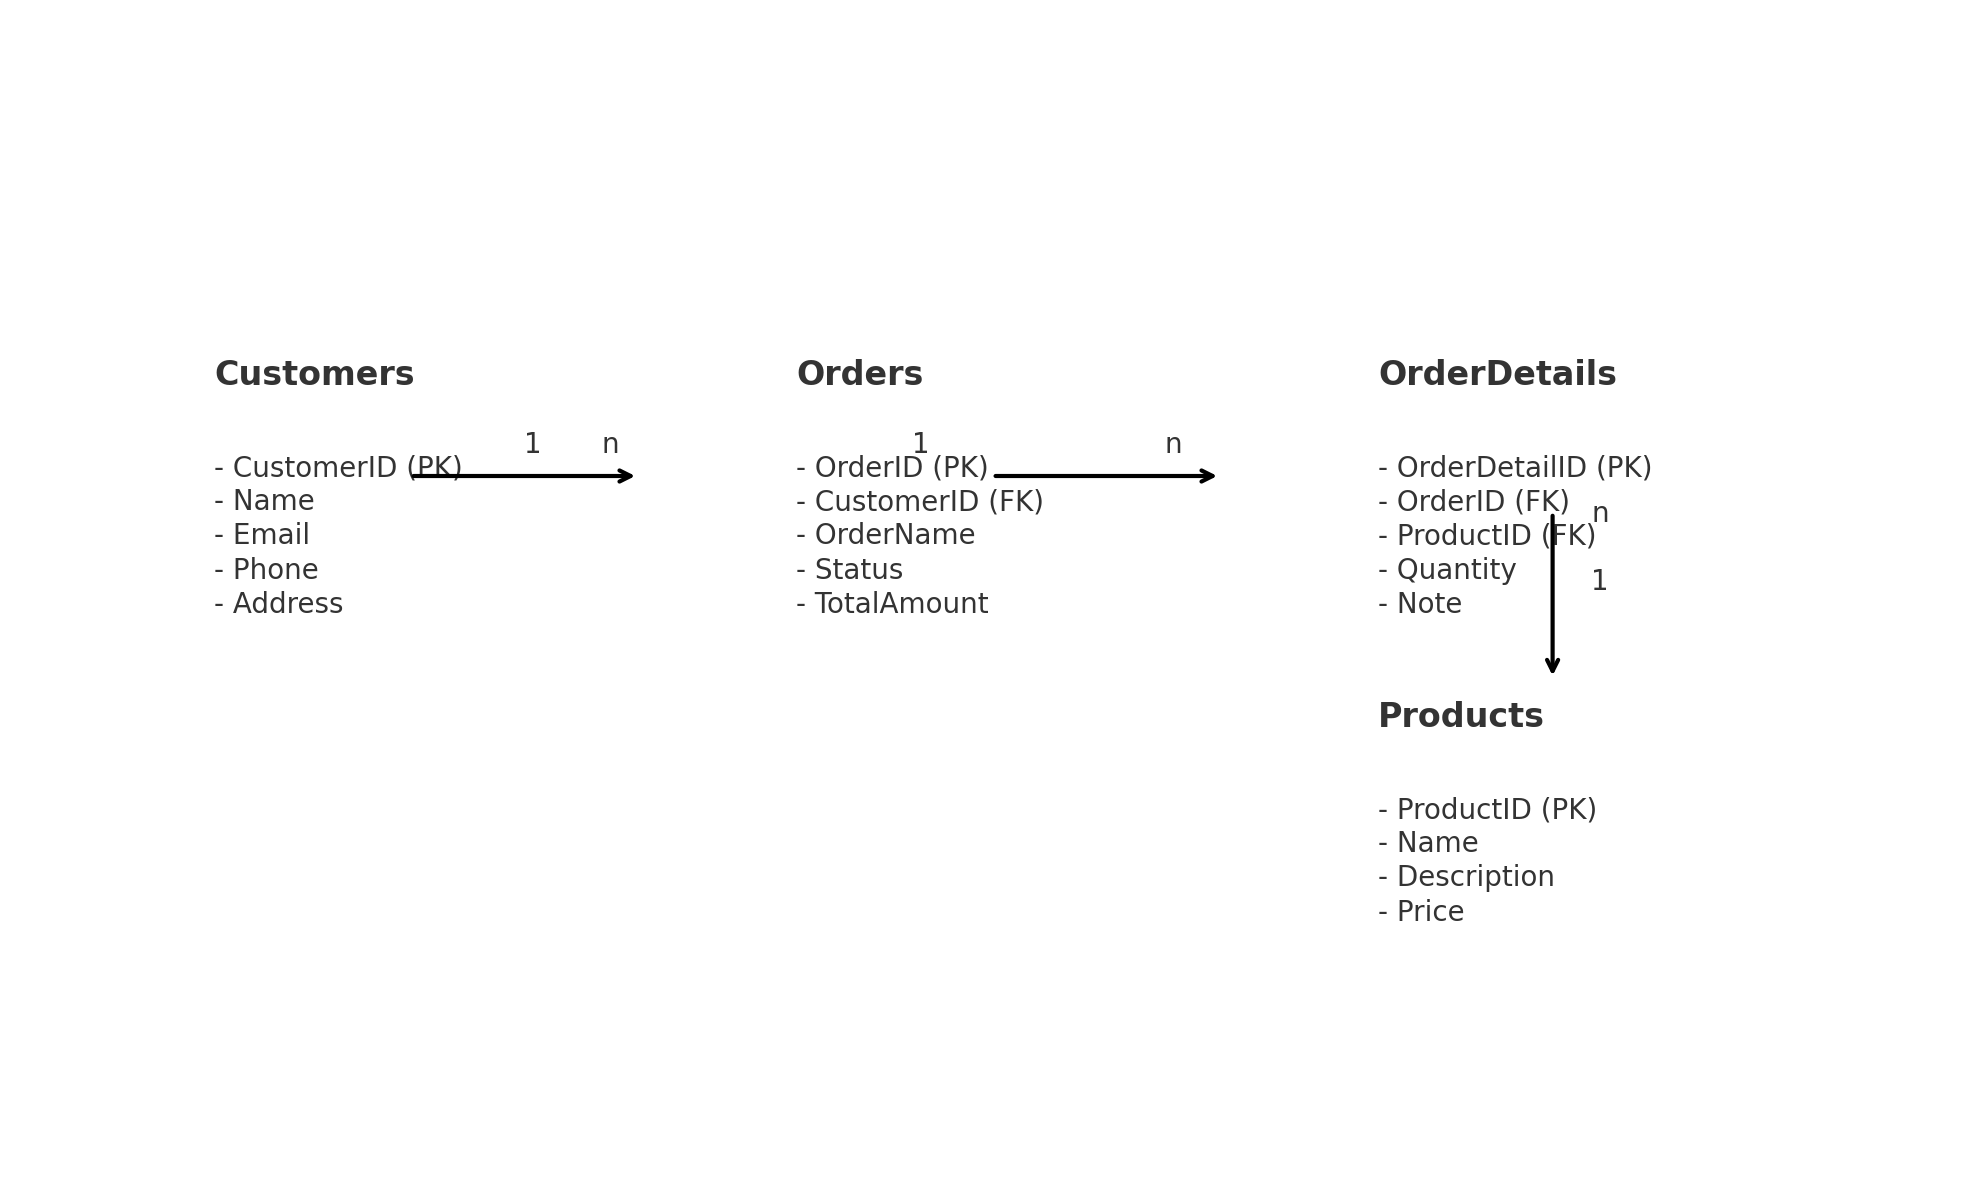 Customers
1 n
- CustomerID (PK)
- Name
- Email
- Phone
- Address
Orders
1 n
- OrderID (PK)
- CustomerID (FK)
- OrderName
- Status
- TotalAmount
OrderDetails
- OrderDetailID (PK)
- OrderID (FK)
n
- ProductID (FK)
- Quantity
1
- Note
Products
- ProductID (PK)
- Name
- Description
- Price